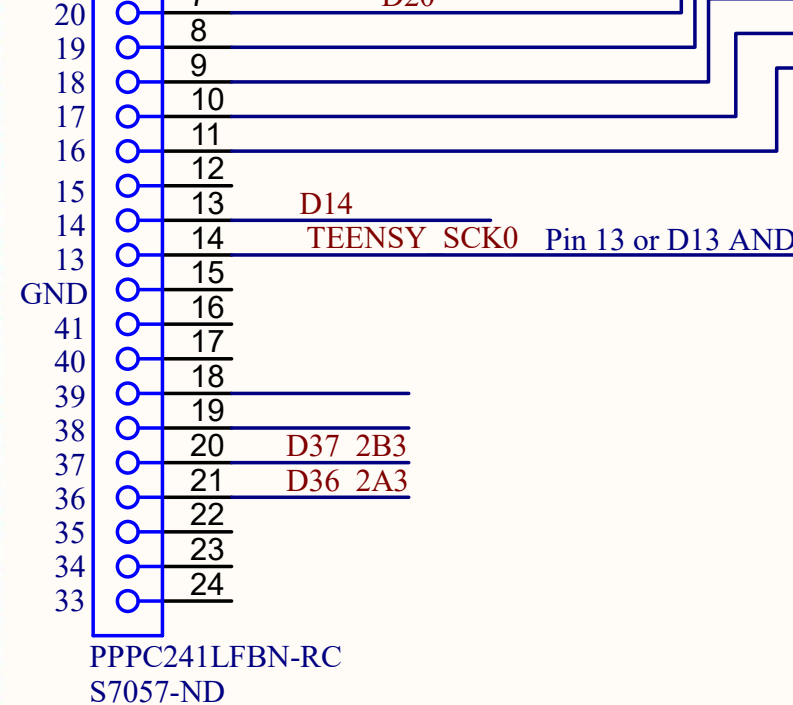 20 7 D20
19 8
18 9
17 10
16 11
15 12
14 13 D14
13 14 TEENSY SCK0 Pin 13 or D13 AND
GND 15
41 16
40 17
39 18
38 19
37 20 D37 2B3
36 21 D36 2A3
35 22
34 23
33 24
PPPC241LFBN-RC
S7057-ND